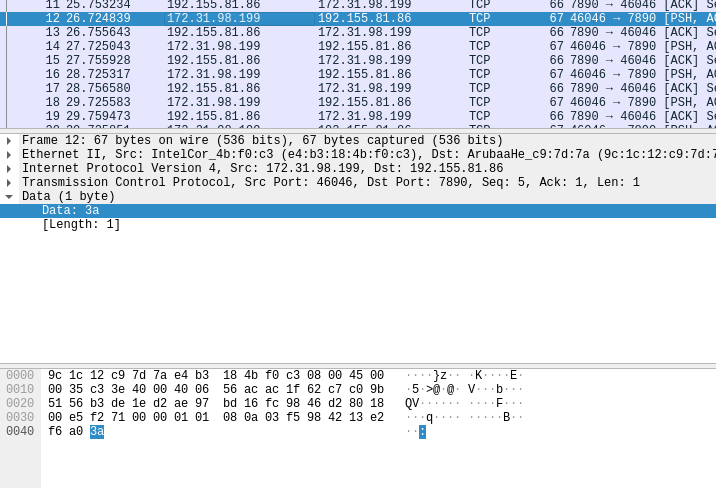 11 25.753234 192.155.81.86 172.31.98.199 TCP 66 7890 → 46046 [ACK] Se
12 26.724839 172.31.98.199 192.155.81.86 TCP 67 46046 → 7890 [PSH, AC
13 26.755643 192.155.81.86 172.31.98.199 TCP 66 7890 → 46046 [ACK] Se
14 27.725043 172.31.98.199 192.155.81.86 TCP 67 46046 → 7890 [PSH, AC
15 27.755928 192.155.81.86 172.31.98.199 TCP 66 7890 → 46046 [ACK] Se
16 28.725317 172.31.98.199 192.155.81.86 TCP 67 46046 → 7890 [PSH, AC
17 28.756580 192.155.81.86 172.31.98.199 TCP 66 7890 → 46046 [ACK] Se
18 29.725583 172.31.98.199 192.155.81.86 TCP 67 46046 → 7890 [PSH, AC
19 29.759473 192.155.81.86 172.31.98.199 TCP 66 7890 → 46046 [ACK] Se
Frame 12: 67 bytes on wire (536 bits), 67 bytes captured (536 bits)
Ethernet II, Src: IntelCor_4b:f0:c3 (e4:b3:18:4b:f0:c3), Dst: ArubaaHe_c9:7d:7a (9c:1c:12:c9:7d:7
Internet Protocol Version 4, Src: 172.31.98.199, Dst: 192.155.81.86
Transmission Control Protocol, Src Port: 46046, Dst Port: 7890, Seq: 5, Ack: 1, Len: 1
Data (1 byte)
Data: 3a
[Length: 1]
0000 9c 1c 12 c9 7d 7a e4 b3 18 4b f0 c3 08 00 45 00 ····}z·· ·K····E·
0010 00 35 c3 3e 40 00 40 06 56 ac ac 1f 62 c7 c0 9b ·5·>@·@· V···b···
0020 51 56 b3 de 1e d2 ae 97 bd 16 fc 98 46 d2 80 18 QV······ ····F···
0030 00 e5 f2 71 00 00 01 01 08 0a 03 f5 98 42 13 e2 ···q···· ·····B··
0040 f6 a0 3a ··: